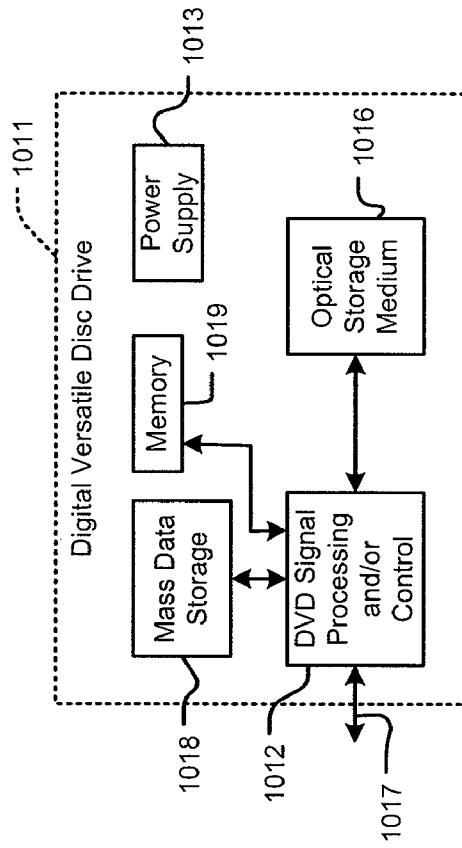 1011
Digital Versatile Disc Drive
1013
Power
Supply
Memory
1019
Mass Data
Storage
1018
1016
Optical
Storage
Medium
DVD Signal
Processing
and/or
Control
1012
1017